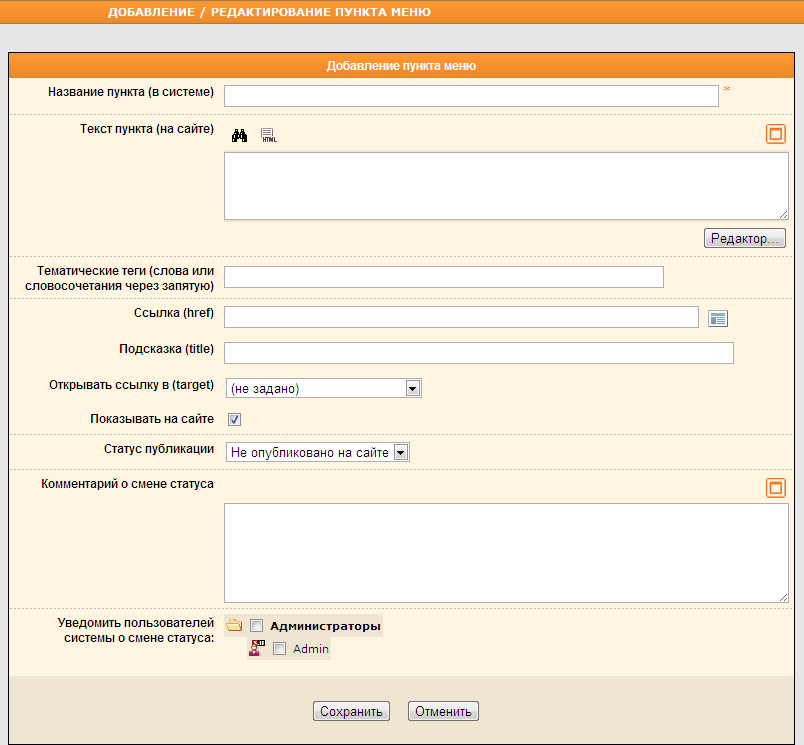 ДОБАВЛЕНИЕ / РЕДАКТИРОВАНИЕ ПУНКТА МЕНЮ
Добавление пункта меню
Название пункта (в системе)
*
Текст пункта (на сайте)
HTML
Редактор...
Тематические теги (слова или
словосочетания через запятую)
Ссылка (href)
Подсказка (title)
Открывать ссылку в (target)
(не задано)
Показывать на сайте
Статус публикации
Не опубликовано на сайте
Комментарий о смене статуса
Уведомить пользователей
системы о смене статуса:
Администраторы
Admin
Сохранить
Отменить